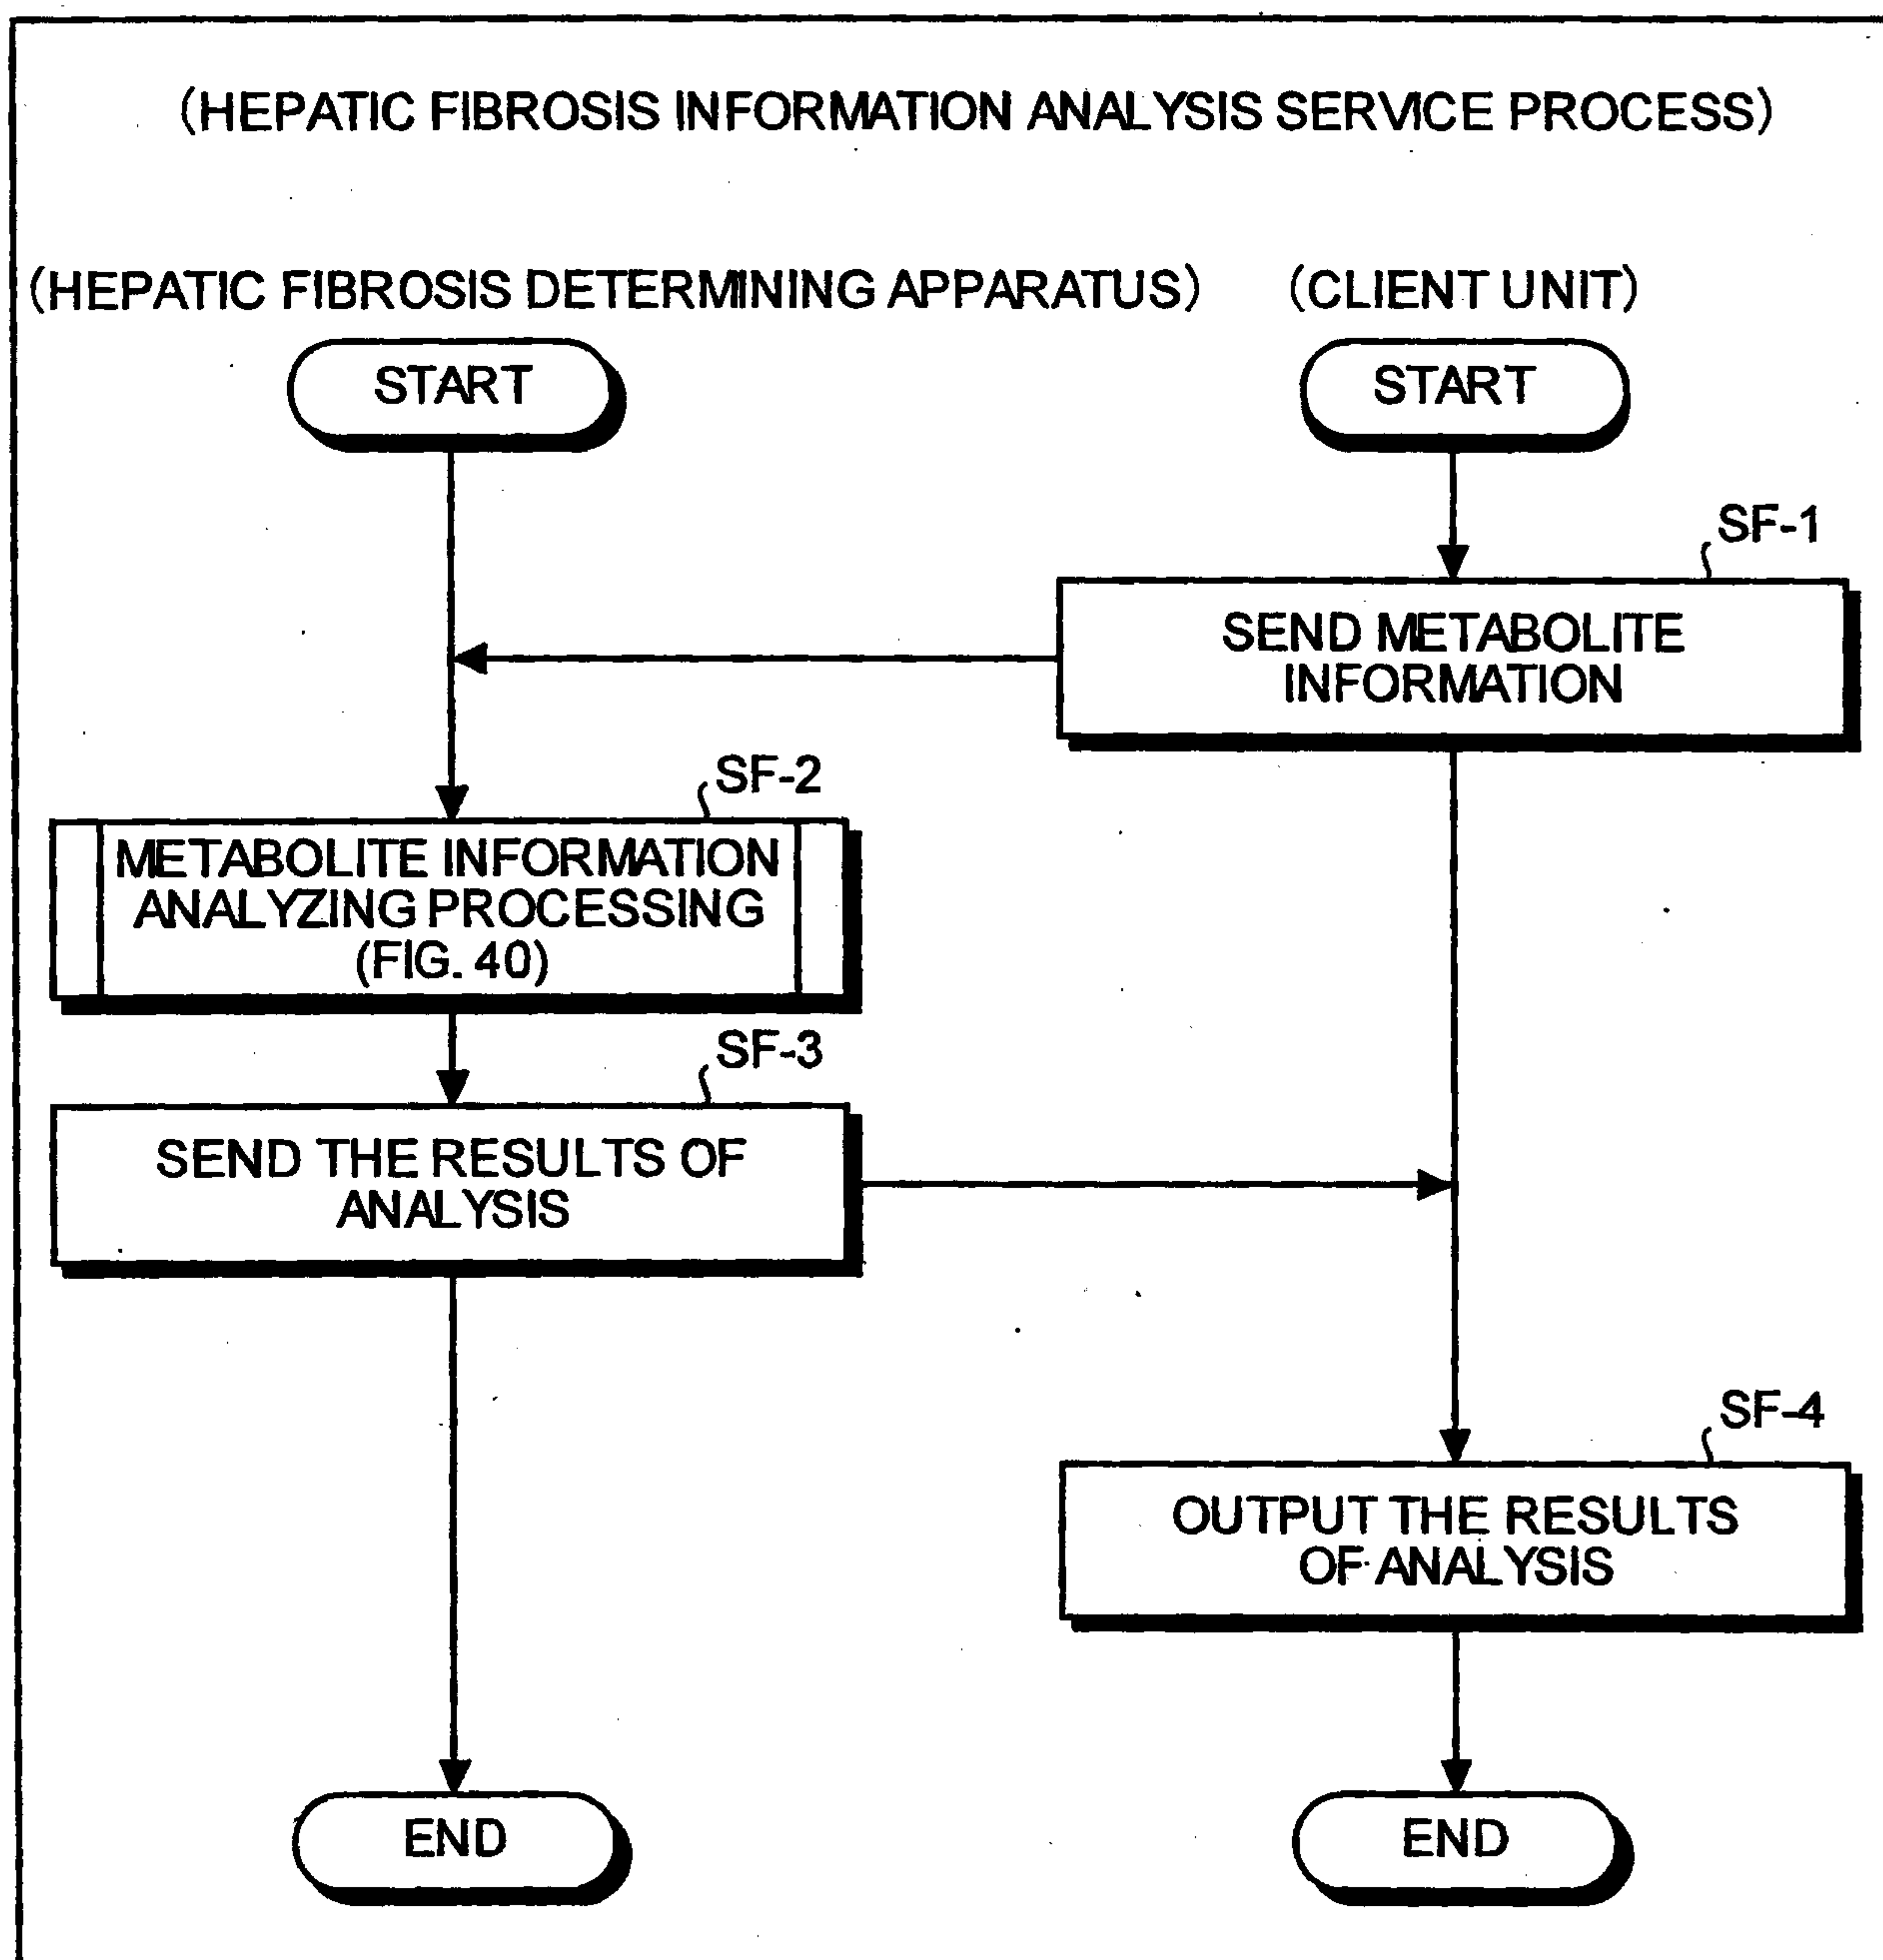 (HEPATIC FIBROSIS INFORMATION ANALYSIS SERVICE PROCESS)
(HEPATIC FIBROSIS DETERMINING APPARATUS)
(CLIENT UNIT)
START
START
SF-1
SEND METABOLITE
INFORMATION
SF-2
METABOLITE INFORMATION
ANALYZING PROCESSING
(FIG. 40)
SF-3
SEND THE RESULTS OF
ANALYSIS
SF-4
OUTPUT THE RESULTS
OF ANALYSIS
END
END